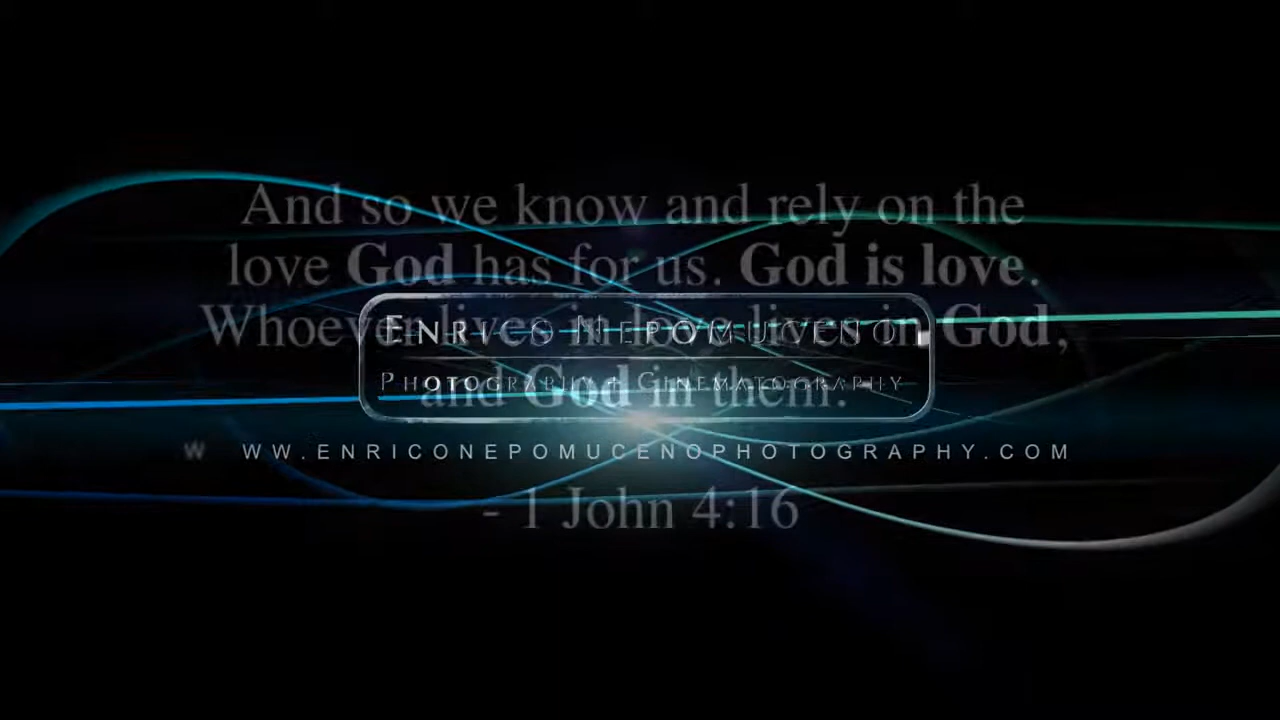 And so we know and rely on the
love God has for us. God is love.
Whoever lives in love lives in God,
and God in them.
- 1 John 4:16
ENRICO NEPOMUCENO
PHOTOGRAPHY + CINEMATOGRAPHY
WWW.ENRICONEPOMUCENOPHOTOGRAPHY.COM